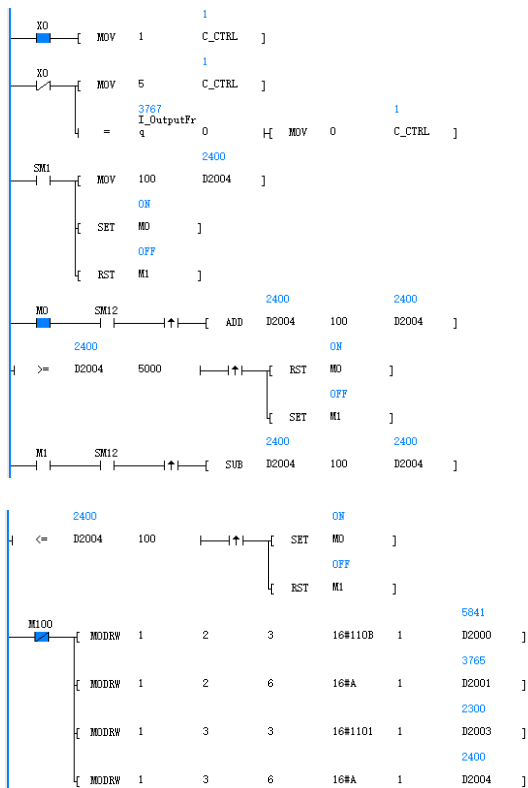 1
X0
[ MOV 1 C_CTRL ]
1
X0
[ MOV 5 C_CTRL ]
3767 1
I_OutputFr
[ = q 0 ]-[ MOV 0 C_CTRL ]
2400
SM1
[ MOV 100 D2004 ]
ON
[ SET M0 ]
OFF
[ RST M1 ]
2400 2400
M0 SM12
[ ADD D2004 100 D2004 ]
2400 ON
>= D2004 5000 [ RST M0 ]
OFF
[ SET M1 ]
2400 2400
M1 SM12
[ SUB D2004 100 D2004 ]
2400 ON
<= D2004 100 [ SET M0 ]
OFF
[ RST M1 ]
5841
M100
[ MODRW 1 2 3 16#110B 1 D2000 ]
3765
[ MODRW 1 2 6 16#A 1 D2001 ]
2300
[ MODRW 1 3 3 16#1101 1 D2003 ]
2400
[ MODRW 1 3 6 16#A 1 D2004 ]